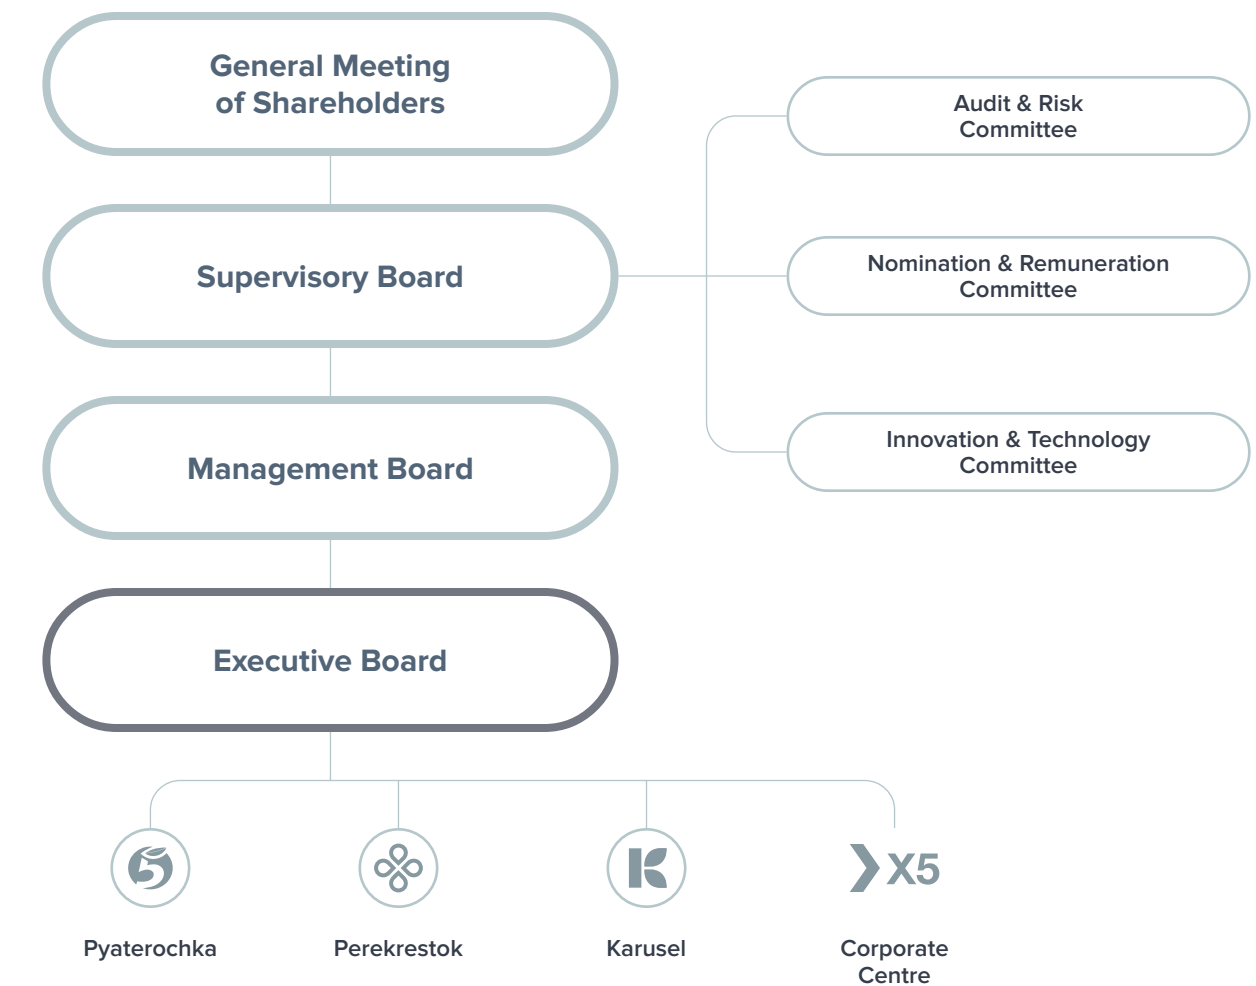 General Meeting
of Shareholders
Audit & Risk
Committee
Supervisory Board
Nomination & Remuneration
Committee
Management Board
Innovation & Technology
Committee
Executive Board
5
K
X5
Pyaterochka
Perekrestok
Karusel
Corporate
Centre